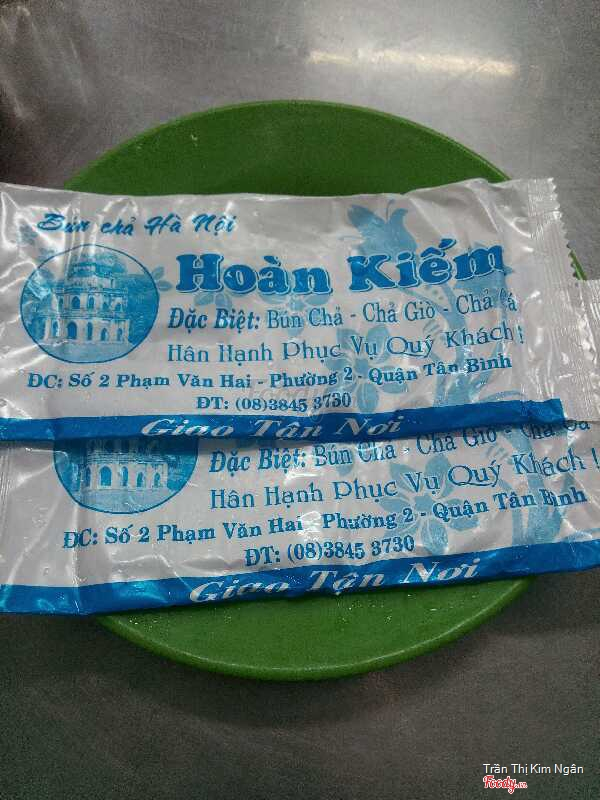 Bún chả Hà Nội
Hoàn Kiếm
Đặc Biệt: Bún Chả - Chả Giò - Chả Cá
Hân Hạnh Phục Vụ Quý Khách !
ĐC: Số 2 Phạm Văn Hai - Phường 2 - Quận Tân Bình
ĐT: (08)3845 3730
Giao Tận Nơi
Đặc Biệt: Bún Chả - Chả Giò - Chả Cá
Hân Hạnh Phục Vụ Quý Khách !
ĐC: Số 2 Phạm Văn Hai - Phường 2 - Quận Tân Bình
ĐT: (08)3845 3730
Giao Tận Nơi
Trần Thị Kim Ngân
Foody.vn